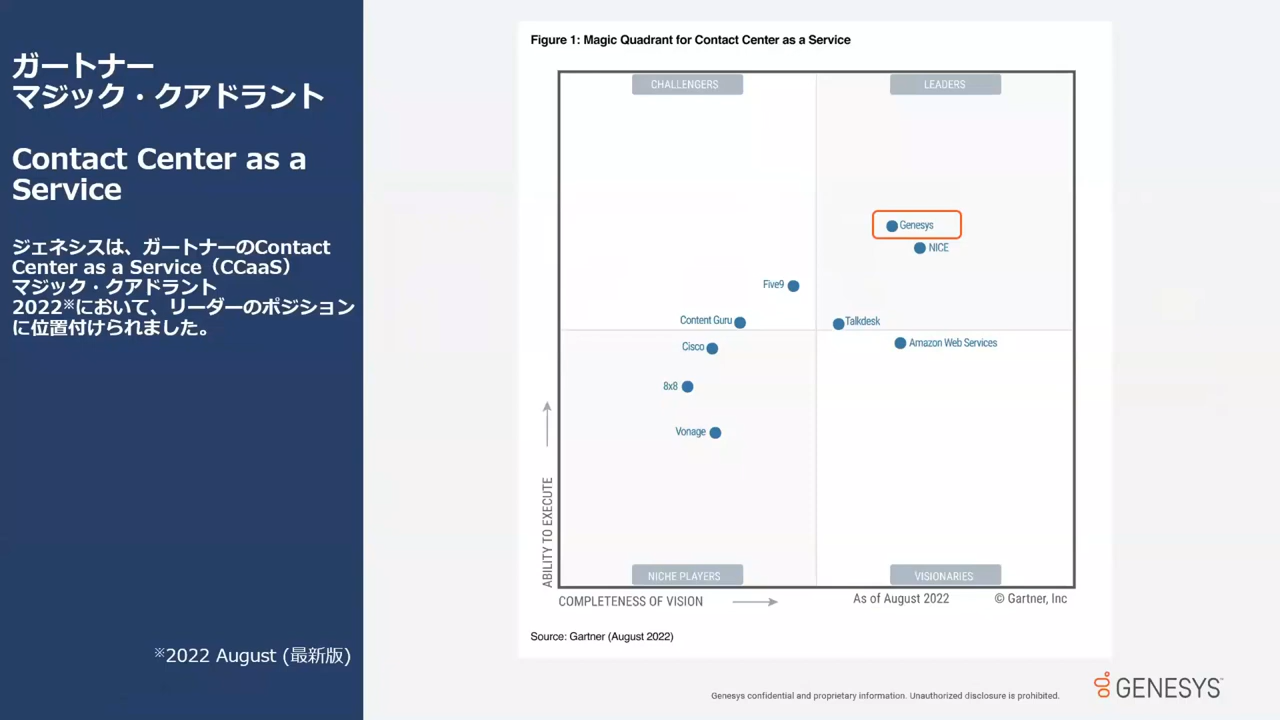 ガートナー
マジック・クアドラント
Contact Center as a
Service
ジェネシスは、ガートナーのContact
Center as a Service（CCaaS）
マジック・クアドラント
2022※において、リーダーのポジション
に位置付けられました。
※2022 August (最新版)
Figure 1: Magic Quadrant for Contact Center as a Service
CHALLENGERS
LEADERS
Genesys
NICE
Five9
Content Guru
Talkdesk
Cisco
Amazon Web Services
8x8
Vonage
ABILITY TO EXECUTE
NICHE PLAYERS
VISIONARIES
COMPLETENESS OF VISION
As of August 2022
© Gartner, Inc
Source: Gartner (August 2022)
Genesys confidential and proprietary information. Unauthorized disclosure is prohibited.
GENESYS™